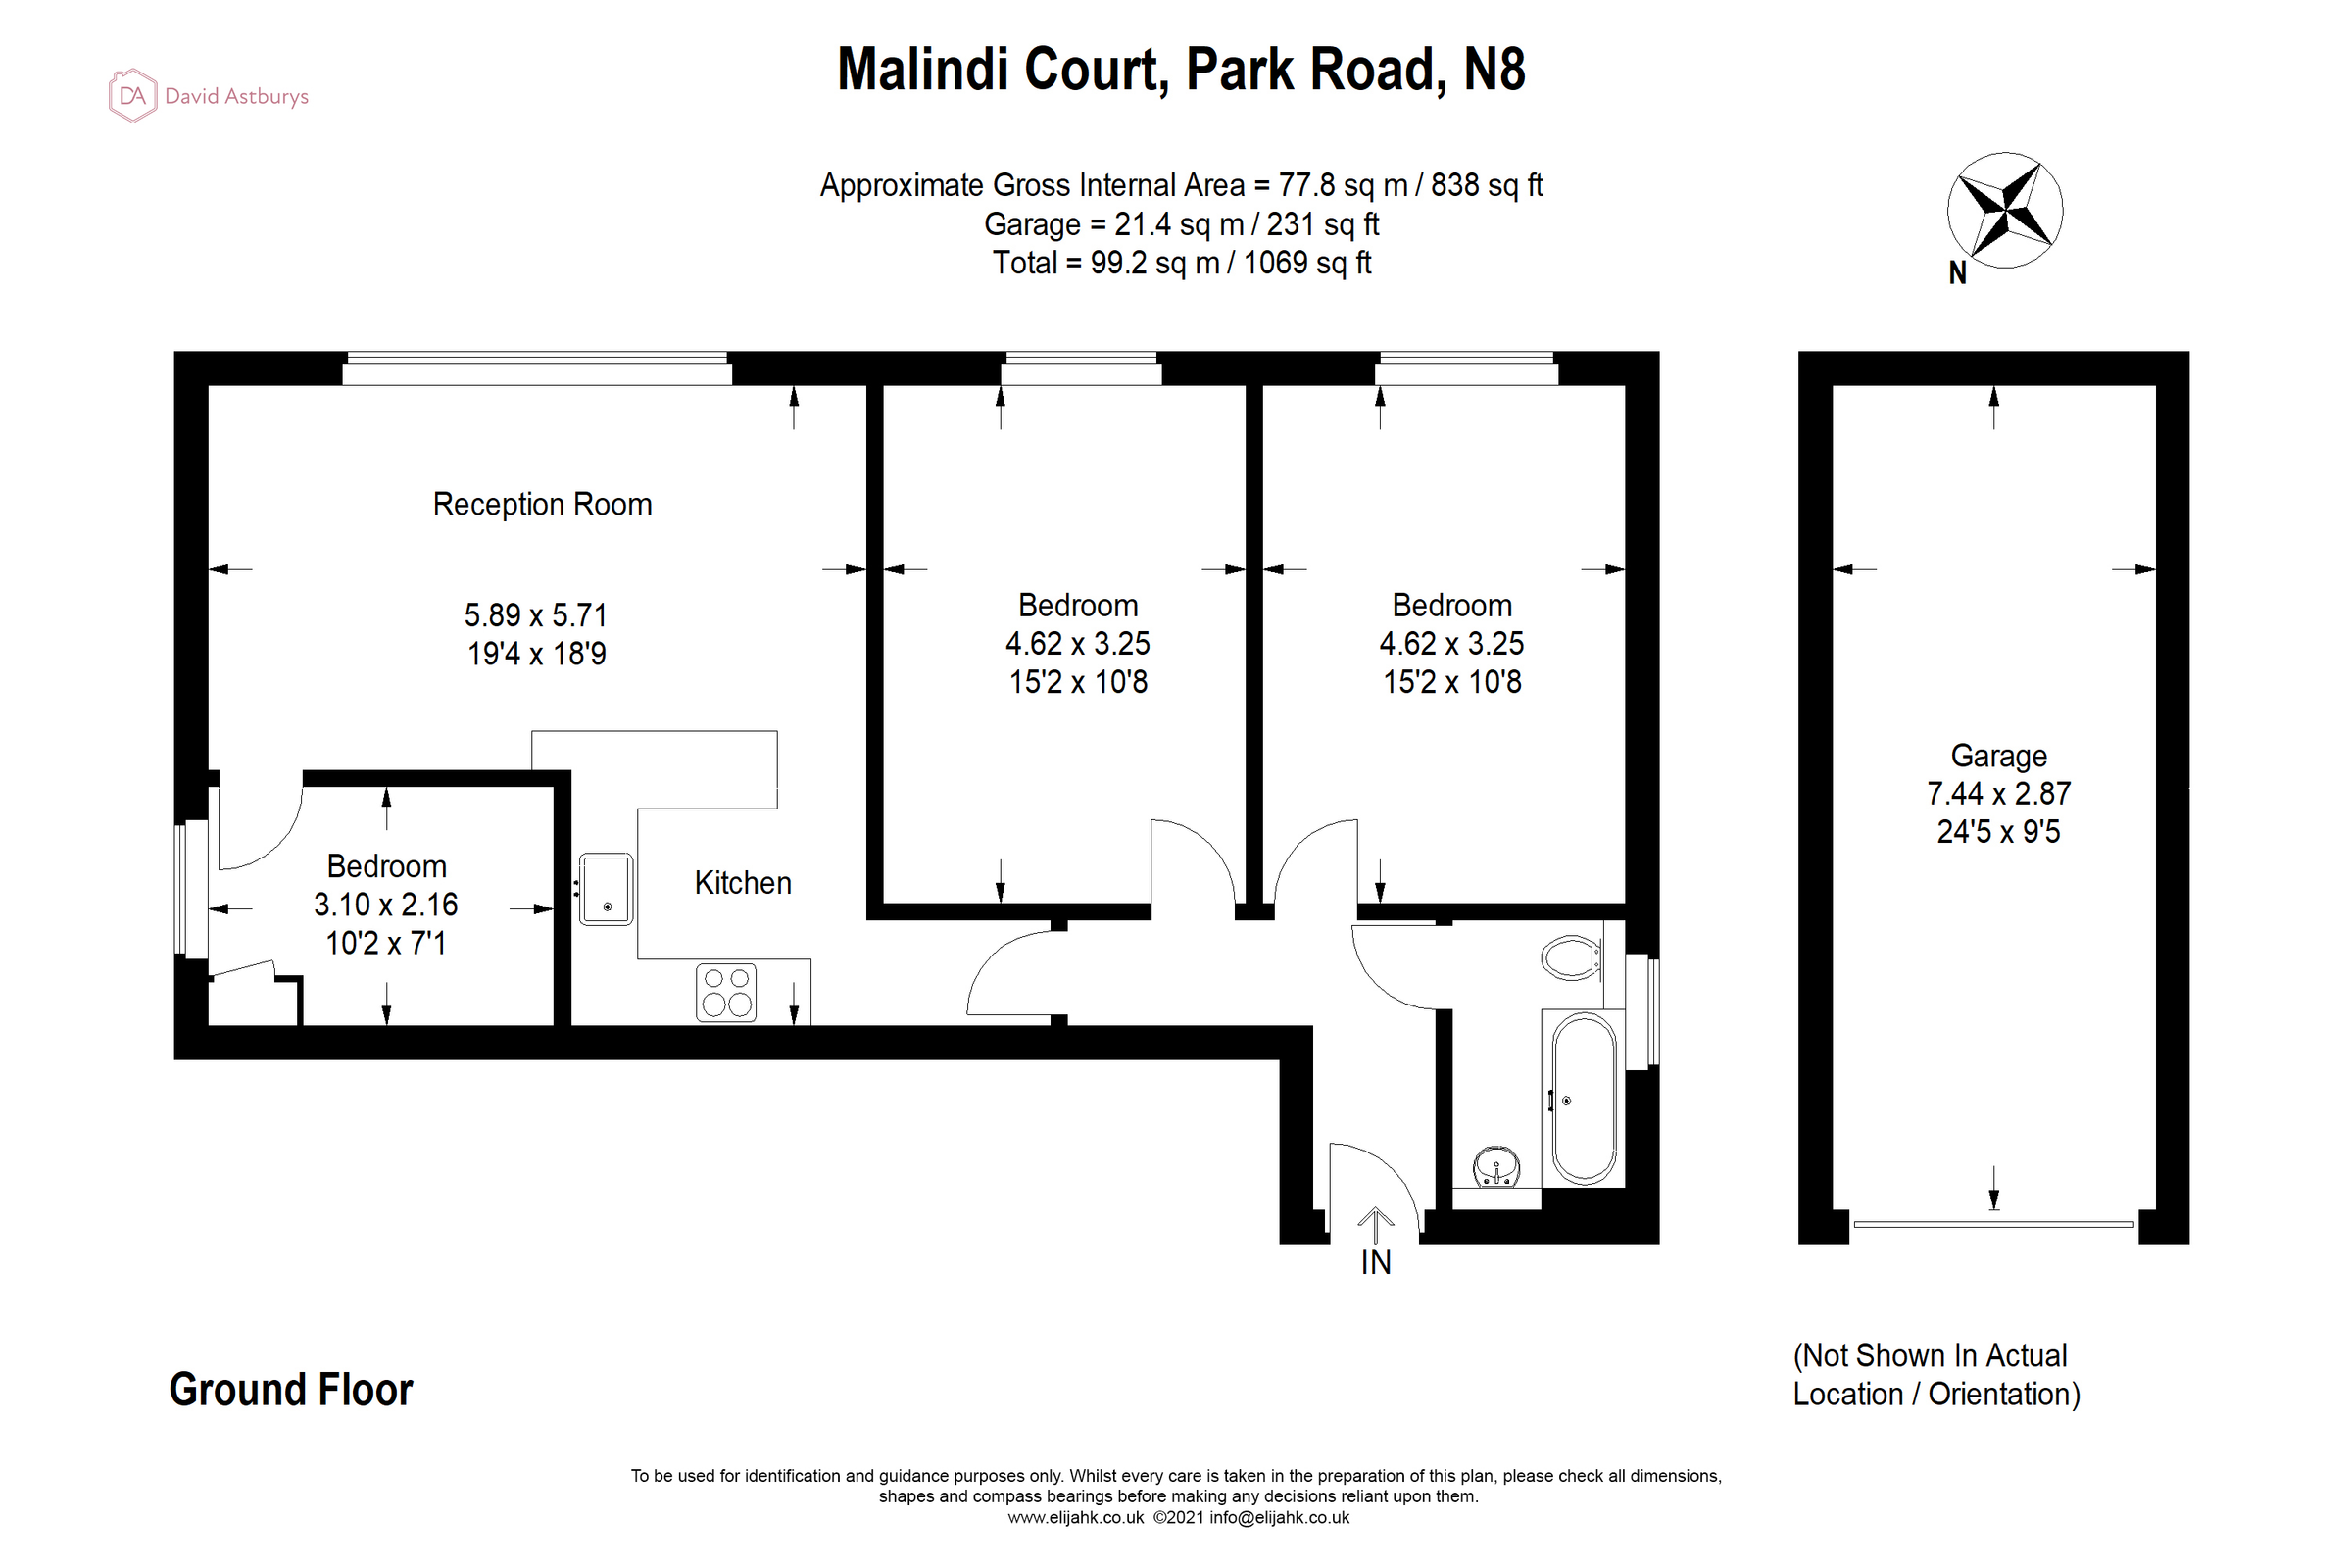 Malindi Court, Park Road, N8
DA David Astburys
Approximate Gross Internal Area = 77.8 sq m / 838 sq ft
Garage = 21.4 sq m / 231 sq ft
Total = 99.2 sq m / 1069 sq ft
N
Reception Room
5.89 x 5.71
19'4 x 18'9
Bedroom
4.62 x 3.25
15'2 x 10'8
Bedroom
4.62 x 3.25
15'2 x 10'8
Garage
7.44 x 2.87
24'5 x 9'5
Bedroom
3.10 x 2.16
10'2 x 7'1
Kitchen
IN
Ground Floor
(Not Shown In Actual
Location / Orientation)
To be used for identification and guidance purposes only. Whilst every care is taken in the preparation of this plan, please check all dimensions,
shapes and compass bearings before making any decisions reliant upon them.
www.elijahk.co.uk ©2021 info@elijahk.co.uk